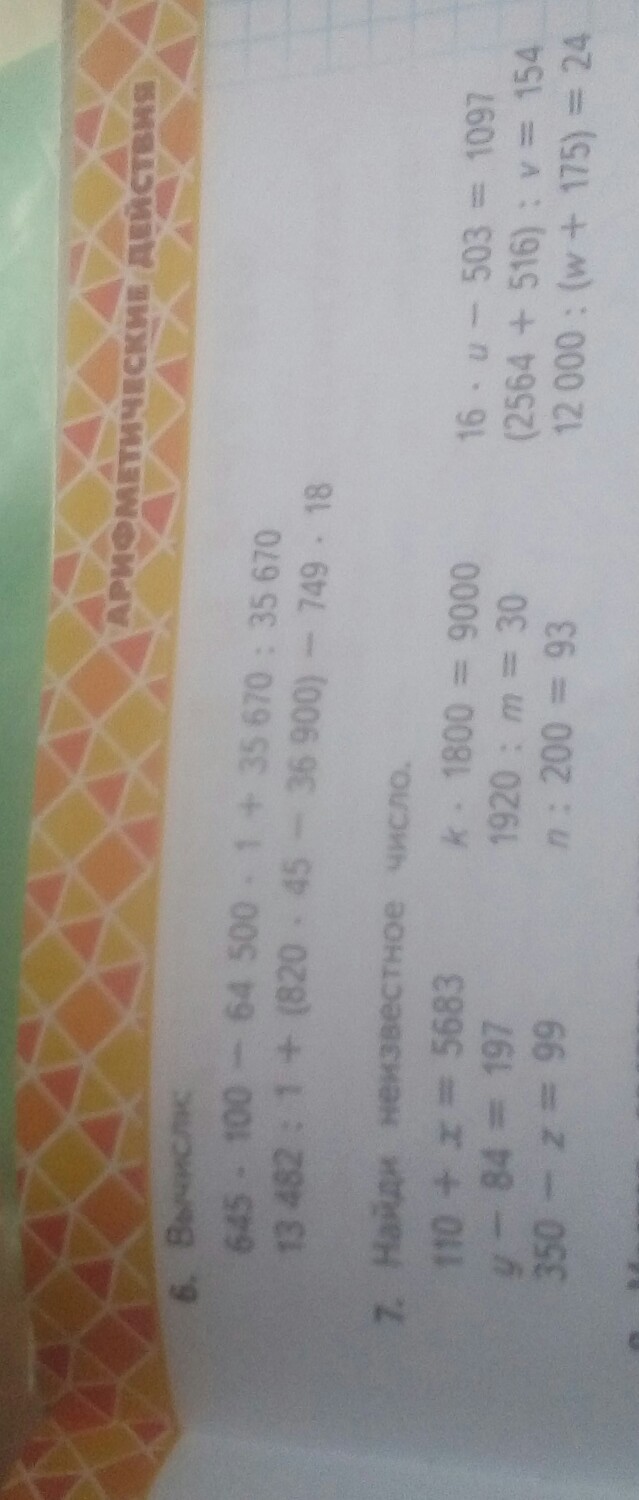 АРИФМЕТИЧЕСКИЕ ДЕЙСТВИЯ
6. Вычисли:
645 · 100 − 64 500 · 1 + 35 670 : 35 670
13 482 : 1 + (820 · 45 − 36 900) − 749 · 18
7. Найди неизвестное число.
110 + x = 5683 k · 1800 = 9000 16 · u − 503 = 1097
y − 84 = 197 1920 : m = 30 (2564 + 516) : v = 154
350 − z = 99 n : 200 = 93 12 000 : (w + 175) = 24